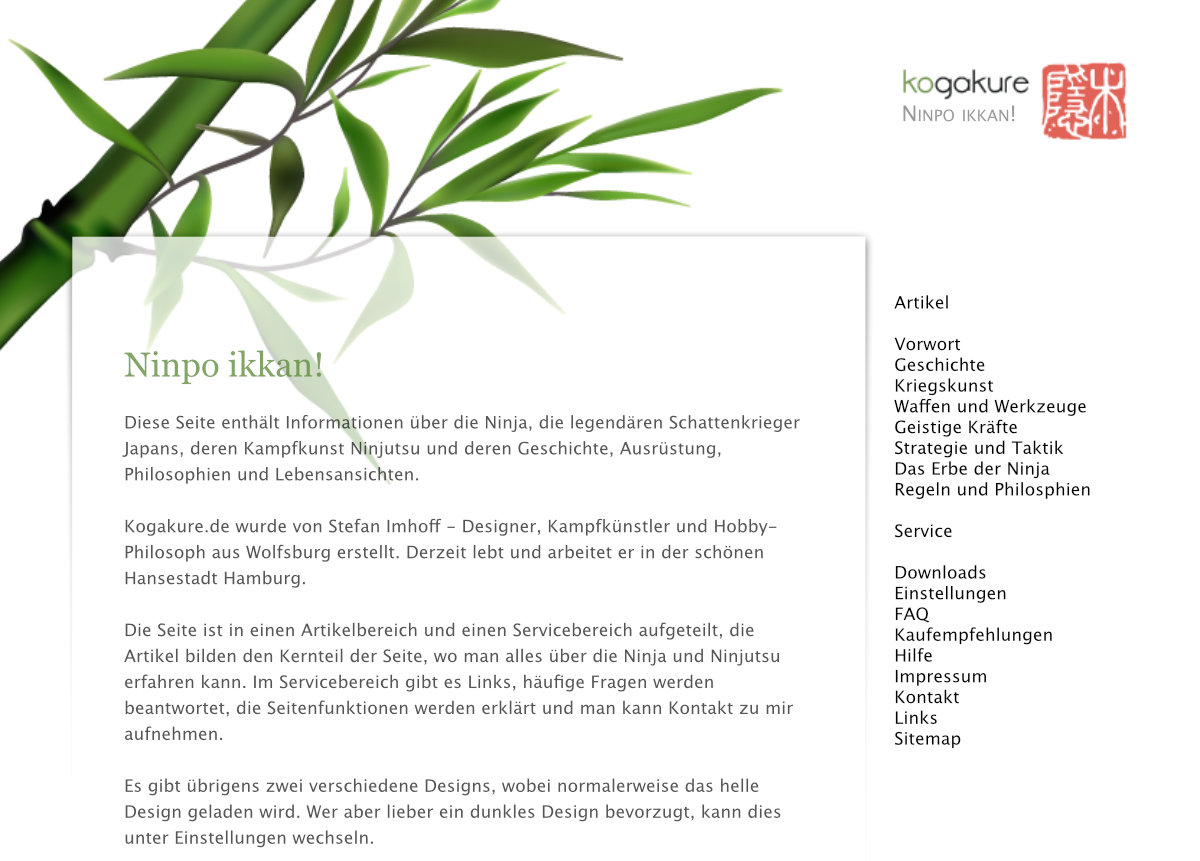 kogakure
NINPO IKKAN!
Ninpo ikkan!
Diese Seite enthält Informationen über die Ninja, die legendären Schattenkrieger
Japans, deren Kampfkunst Ninjutsu und deren Geschichte, Ausrüstung,
Philosophien und Lebensansichten.
Kogakure.de wurde von Stefan Imhoff – Designer, Kampfkünstler und Hobby-
Philosoph aus Wolfsburg erstellt. Derzeit lebt und arbeitet er in der schönen
Hansestadt Hamburg.
Die Seite ist in einen Artikelbereich und einen Servicebereich aufgeteilt, die
Artikel bilden den Kernteil der Seite, wo man alles über die Ninja und Ninjutsu
erfahren kann. Im Servicebereich gibt es Links, häufige Fragen werden
beantwortet, die Seitenfunktionen werden erklärt und man kann Kontakt zu mir
aufnehmen.
Es gibt übrigens zwei verschiedene Designs, wobei normalerweise das helle
Design geladen wird. Wer aber lieber ein dunkles Design bevorzugt, kann dies
unter Einstellungen wechseln.
Artikel
Vorwort
Geschichte
Kriegskunst
Waffen und Werkzeuge
Geistige Kräfte
Strategie und Taktik
Das Erbe der Ninja
Regeln und Philosphien
Service
Downloads
Einstellungen
FAQ
Kaufempfehlungen
Hilfe
Impressum
Kontakt
Links
Sitemap